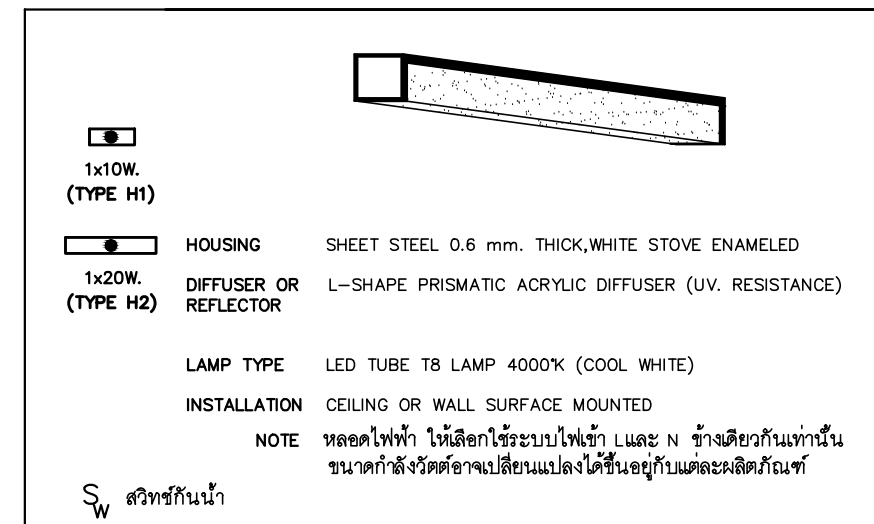 1x10W.
(TYPE H1)
HOUSING SHEET STEEL 0.6 mm. THICK,WHITE STOVE ENAMELED
1x20W.
(TYPE H2)
DIFFUSER OR L-SHAPE PRISMATIC ACRYLIC DIFFUSER (UV. RESISTANCE)
REFLECTOR
LAMP TYPE LED TUBE T8 LAMP 4000°K (COOL WHITE)
INSTALLATION CEILING OR WALL SURFACE MOUNTED
NOTE หลอดไฟฟ้า ให้เลือกใช้ระบบไฟเข้า Lและ N ข้างเดียวกันเท่านั้น
ขนาดกำลังวัตต์อาจเปลี่ยนแปลงได้ขึ้นอยู่กับแต่ละผลิตภัณฑ์
SW สวิทช์กันน้ำ